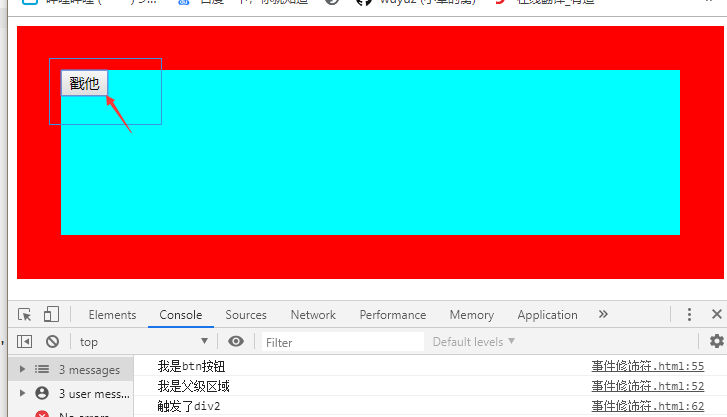 戳他
Elements Console Sources Network Performance Memory Application »
top Filter Default levels
3 messages
3 user mess...
No errors
我是btn按钮 事件修饰符.html:55
我是父级区域 事件修饰符.html:52
触发了div2 事件修饰符.html:62